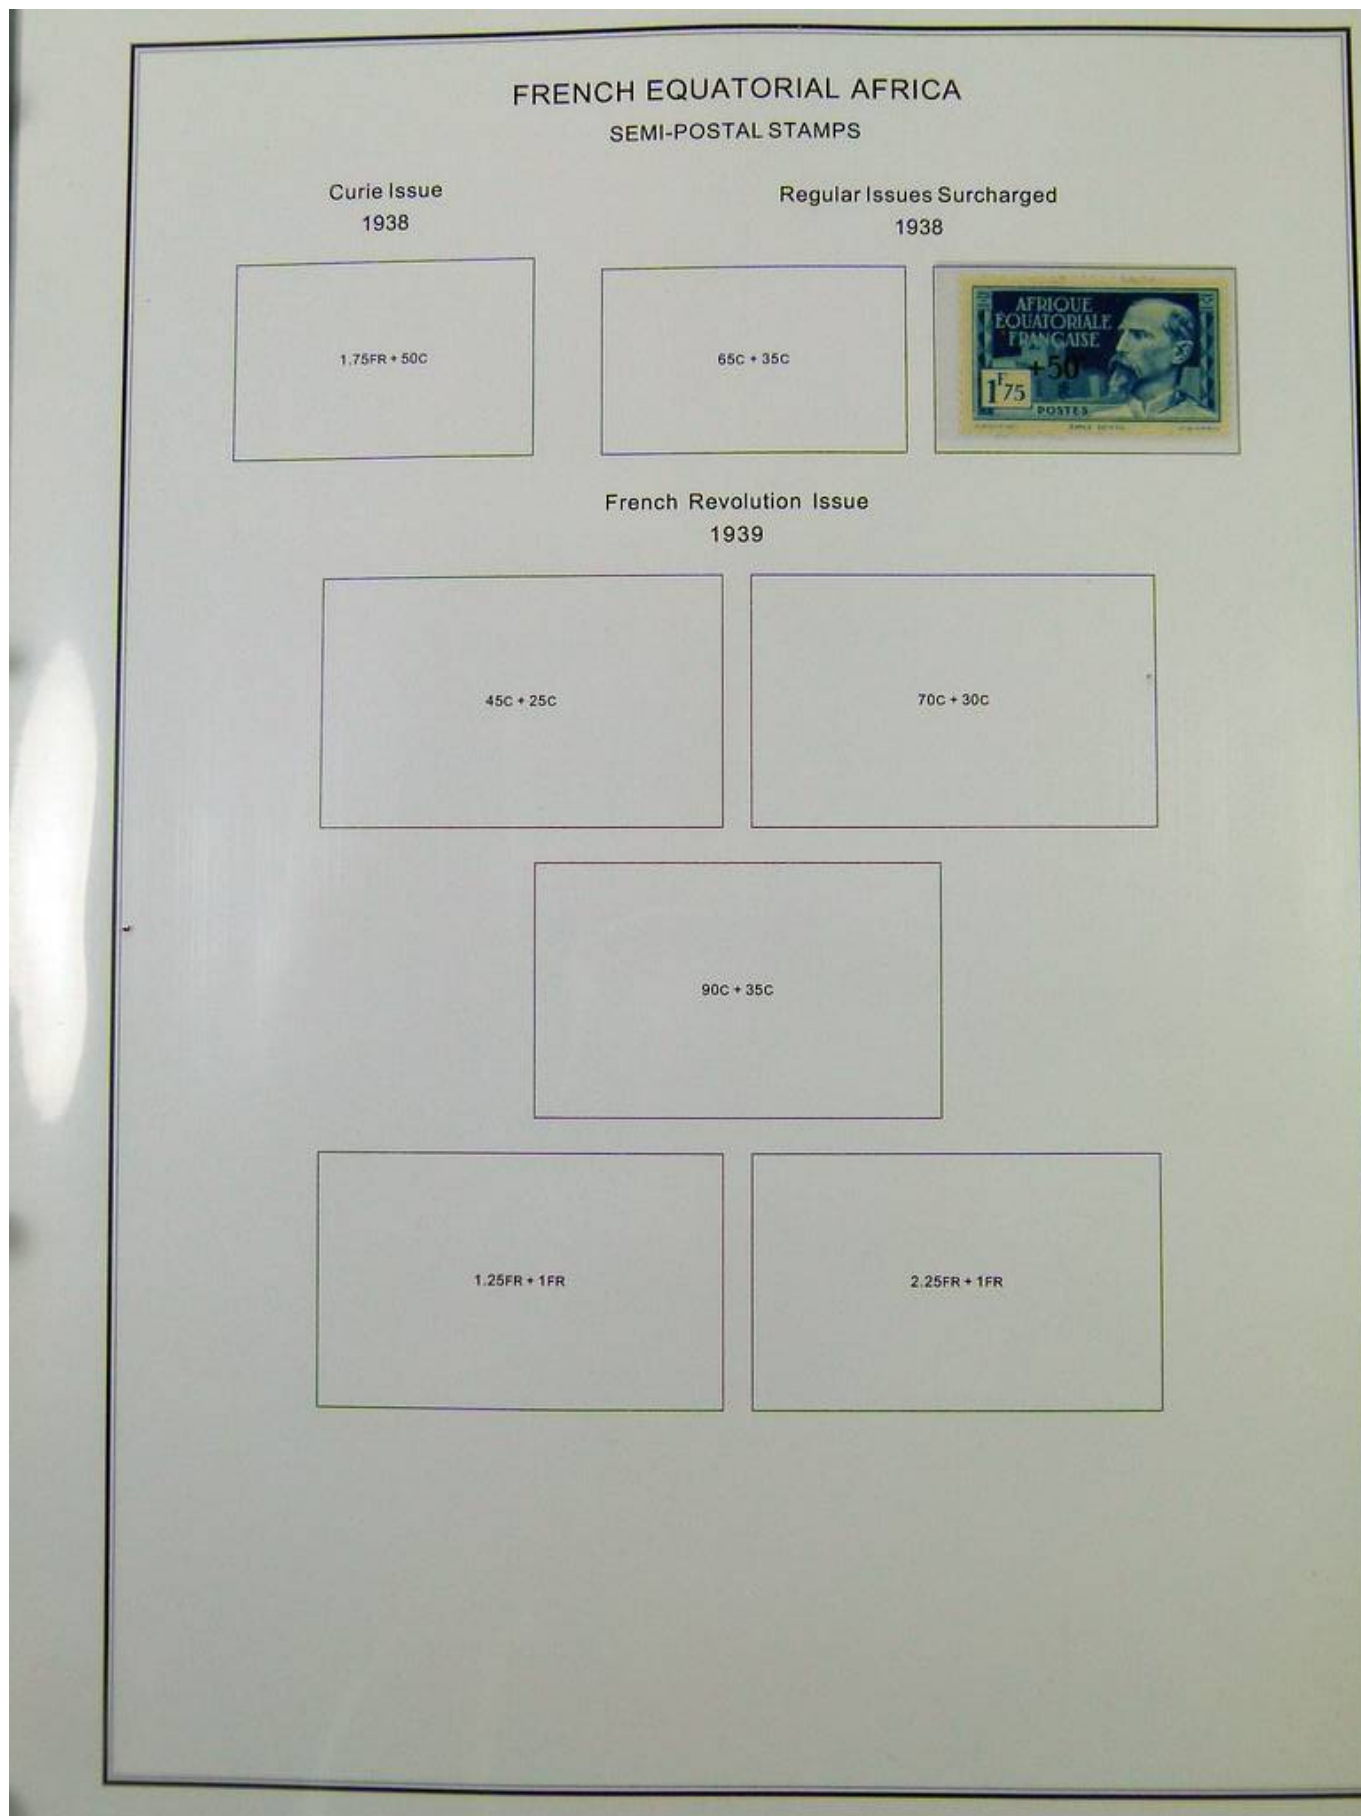 FRENCH EQUATORIAL AFRICA
SEMI-POSTAL STAMPS
Curie Issue
1938
Regular Issues Surcharged
1938
1.75FR + 50C
65C + 35C
AFRIQUE
ÉQUATORIALE
FRANÇAISE
+50
1F75
POSTES
French Revolution Issue
1939
45C + 25C
70C + 30C
90C + 35C
1.25FR + 1FR
2.25FR + 1FR